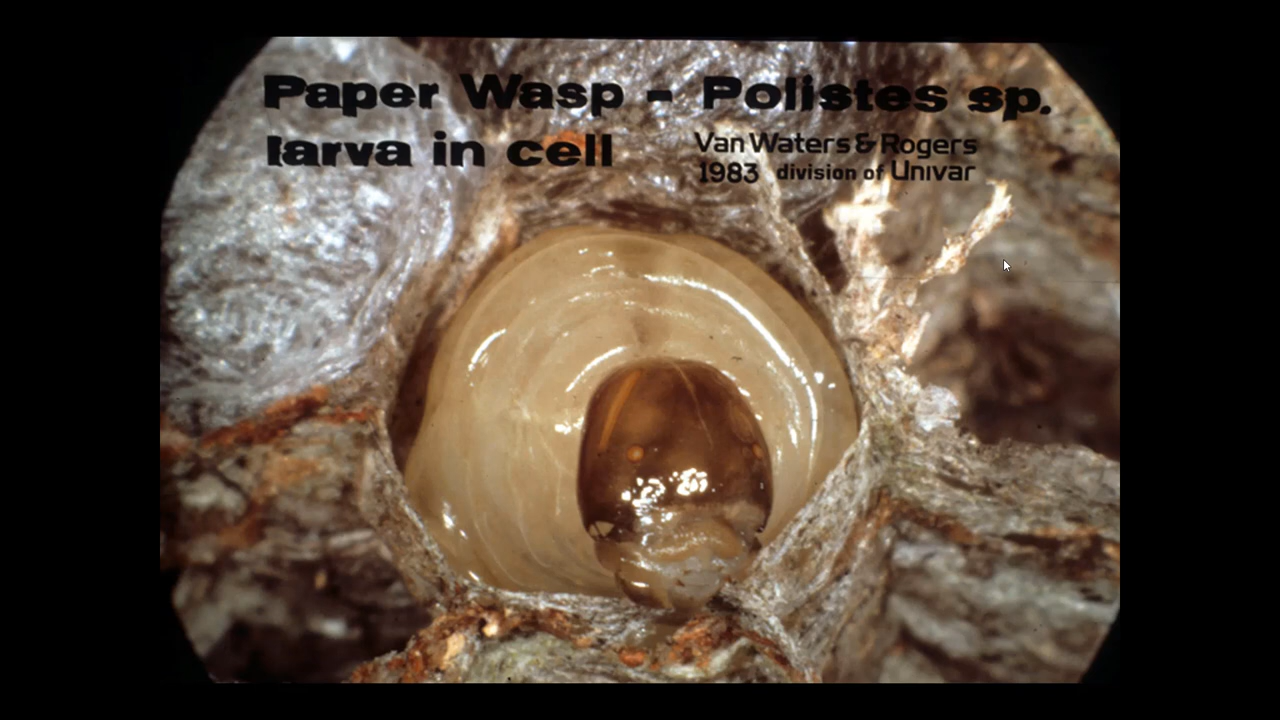 Paper Wasp - Polistes sp.
larva in cell
Van Waters & Rogers
1983 division of Univar